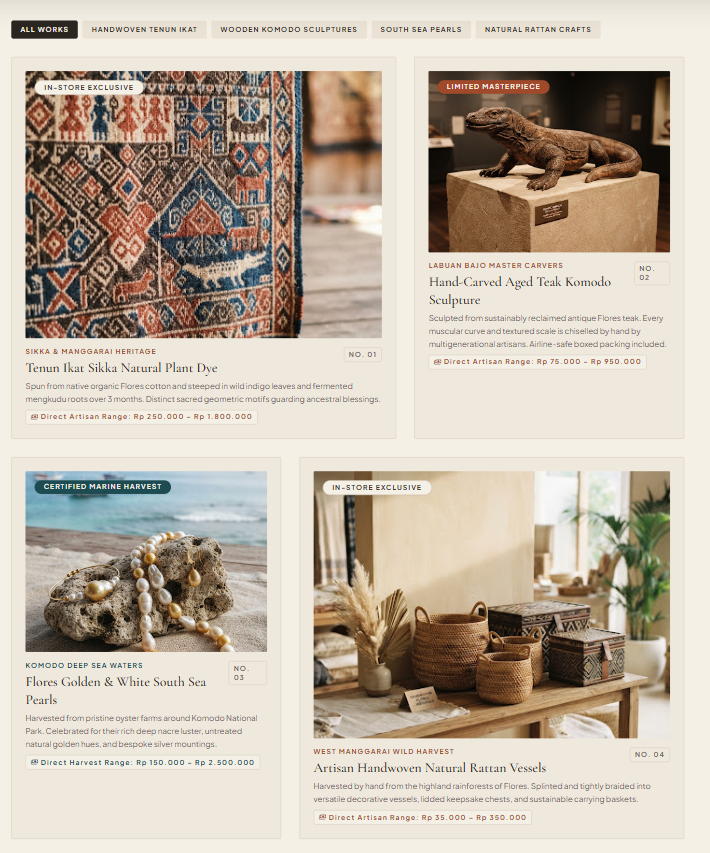 ALL WORKS
HANDWOVEN TENUN IKAT
WOODEN KOMODO SCULPTURES
SOUTH SEA PEARLS
NATURAL RATTAN CRAFTS
IN-STORE EXCLUSIVE
SIKKA & MANGGARAI HERITAGE
NO. 01
Tenun Ikat Sikka Natural Plant Dye
Spun from native organic Flores cotton and steeped in wild indigo leaves and fermented
mengkudu roots over 3 months. Distinct sacred geometric motifs guarding ancestral blessings.
Direct Artisan Range: Rp 250.000 – Rp 1.800.000
LIMITED MASTERPIECE
LABUAN BAJO MASTER CARVERS
NO.
02
Hand-Carved Aged Teak Komodo
Sculpture
Sculpted from sustainably reclaimed antique Flores teak. Every
muscular curve and textured scale is chiselled by hand by
multigenerational artisans. Airline-safe boxed packing included.
Direct Artisan Range: Rp 75.000 – Rp 950.000
CERTIFIED MARINE HARVEST
KOMODO DEEP SEA WATERS
NO.
03
Flores Golden & White South Sea
Pearls
Harvested from pristine oyster farms around Komodo National
Park. Celebrated for their rich deep nacre luster, untreated
natural golden hues, and bespoke silver mountings.
Direct Harvest Range: Rp 150.000 – Rp 2.500.000
IN-STORE EXCLUSIVE
WEST MANGGARAI WILD HARVEST
NO. 04
Artisan Handwoven Natural Rattan Vessels
Harvested by hand from the highland rainforests of Flores. Splinted and tightly braided into
versatile decorative vessels, lidded keepsake chests, and sustainable carrying baskets.
Direct Artisan Range: Rp 35.000 – Rp 350.000